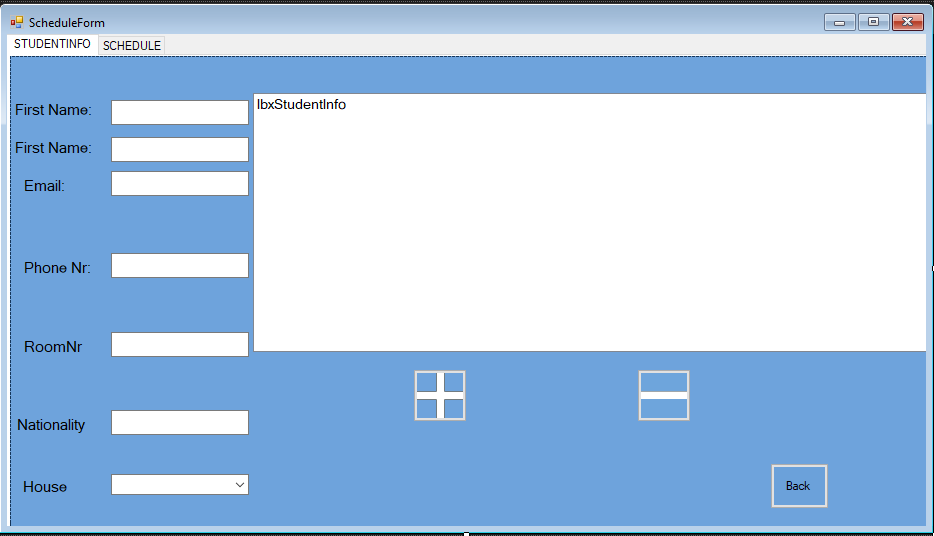 ScheduleForm
STUDENTINFO SCHEDULE
First Name:
lbxStudentInfo
First Name:
Email:
Phone Nr:
RoomNr
Nationality
House
Back